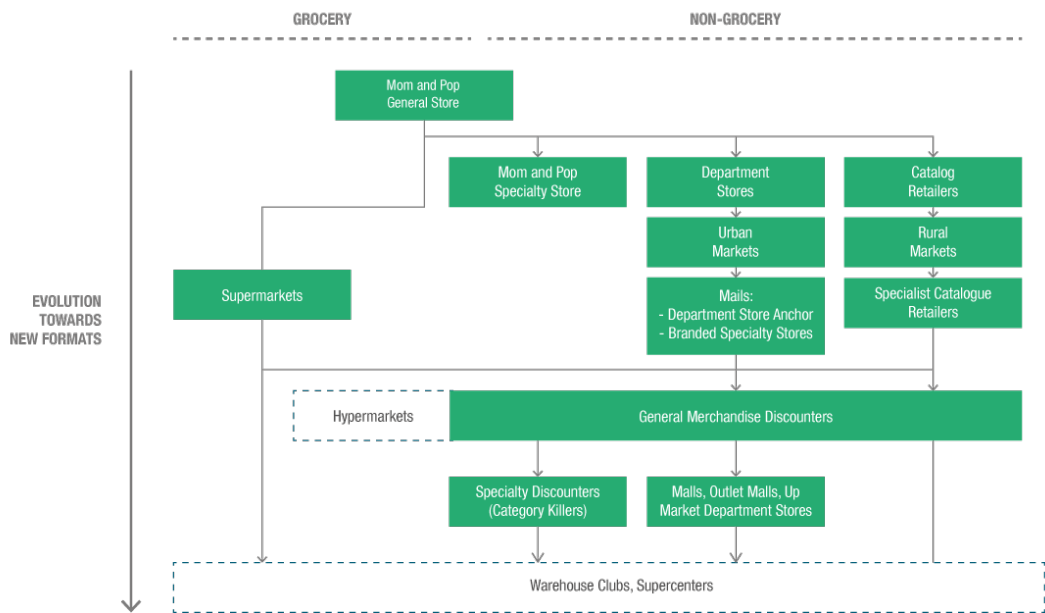 GROCERY
NON-GROCERY
Mom and Pop
General Store
Mom and Pop
Specialty Store
Department
Stores
Catalog
Retailers
Urban
Markets
Rural
Markets
Supermarkets
EVOLUTION
TOWARDS
NEW FORMATS
Mails:
- Department Store Anchor
- Branded Specialty Stores
Specialist Catalogue
Retailers
Hypermarkets
General Merchandise Discounters
Specialty Discounters
(Category Killers)
Malls, Outlet Malls, Up
Market Department Stores
Warehouse Clubs, Supercenters